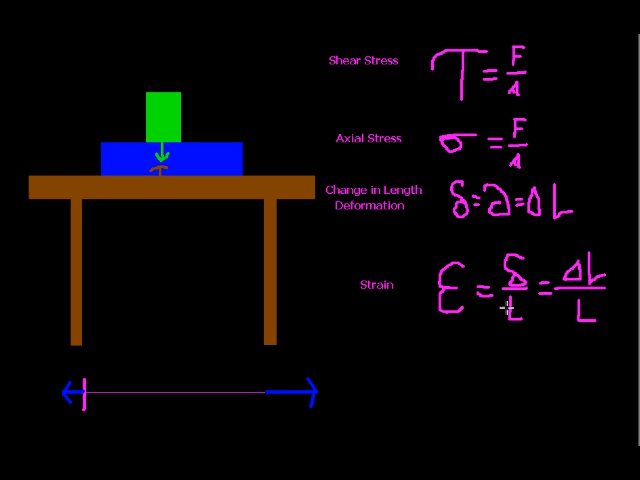 Shear Stress τ = F/A
Axial Stress σ = F/A
Change in Length
Deformation δ = ∂ = ΔL
Strain ε = δ/L = ΔL/L